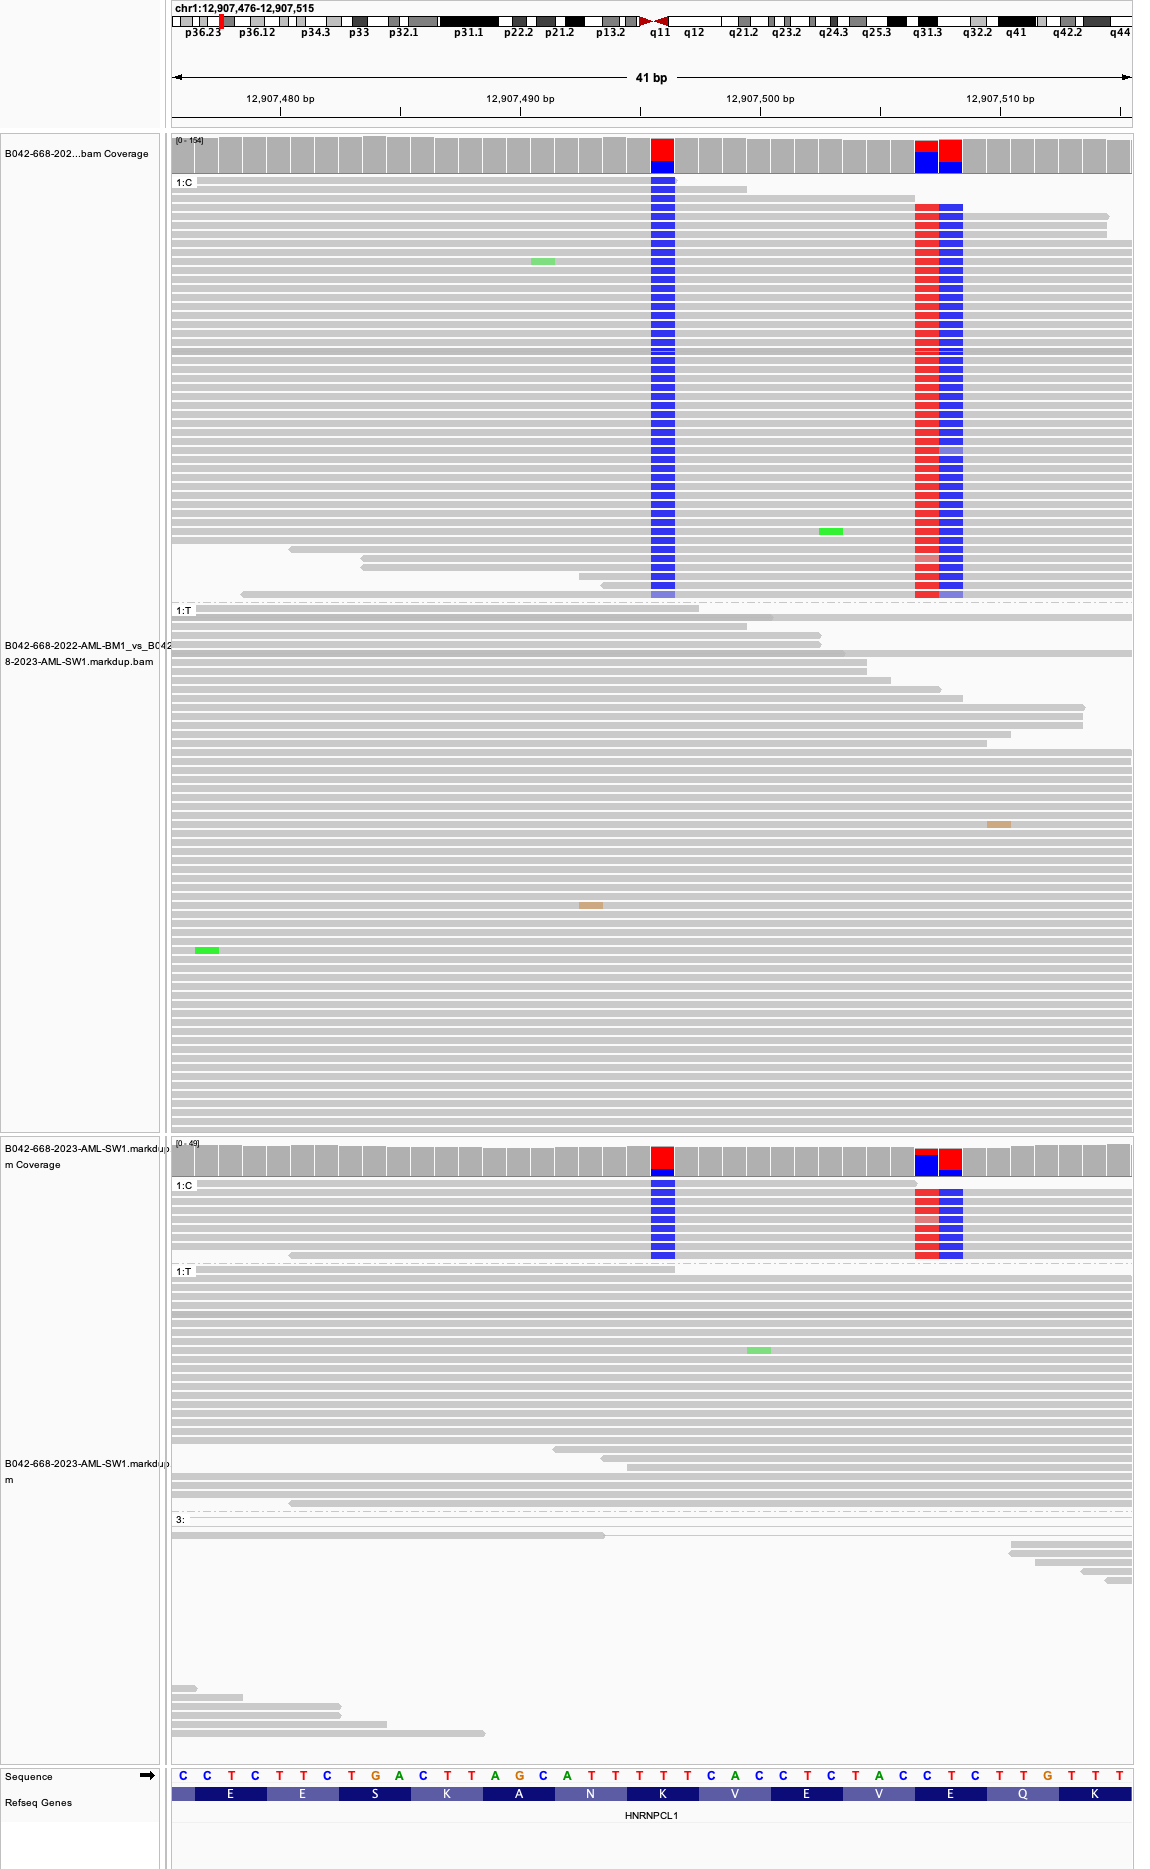 chr1:12,907,476-12,907,515
p36.23 p36.12 p34.3 p33 p32.1 p31.1 p22.2 p21.2 p13.2 q11 q12 q21.2 q23.2 q24.3 q25.3 q31.3 q32.2 q41 q42.2 q44
41 bp
12,907,480 bp 12,907,490 bp 12,907,500 bp 12,907,510 bp
[0 - 154]
B042-668-202...bam Coverage
1:C
1:T
B042-668-2022-AML-BM1_vs_B042
8-2023-AML-SW1.markdup.bam
[0 - 49]
B042-668-2023-AML-SW1.markdup
m Coverage
1:C
1:T
B042-668-2023-AML-SW1.markdup
m
3:
Sequence C C T C T T C T G A C T T A G C A T T T T T C A C C T C T A C C T C T T G T T T
Refseq Genes E E S K A N K V E V E Q K
HNRNPCL1